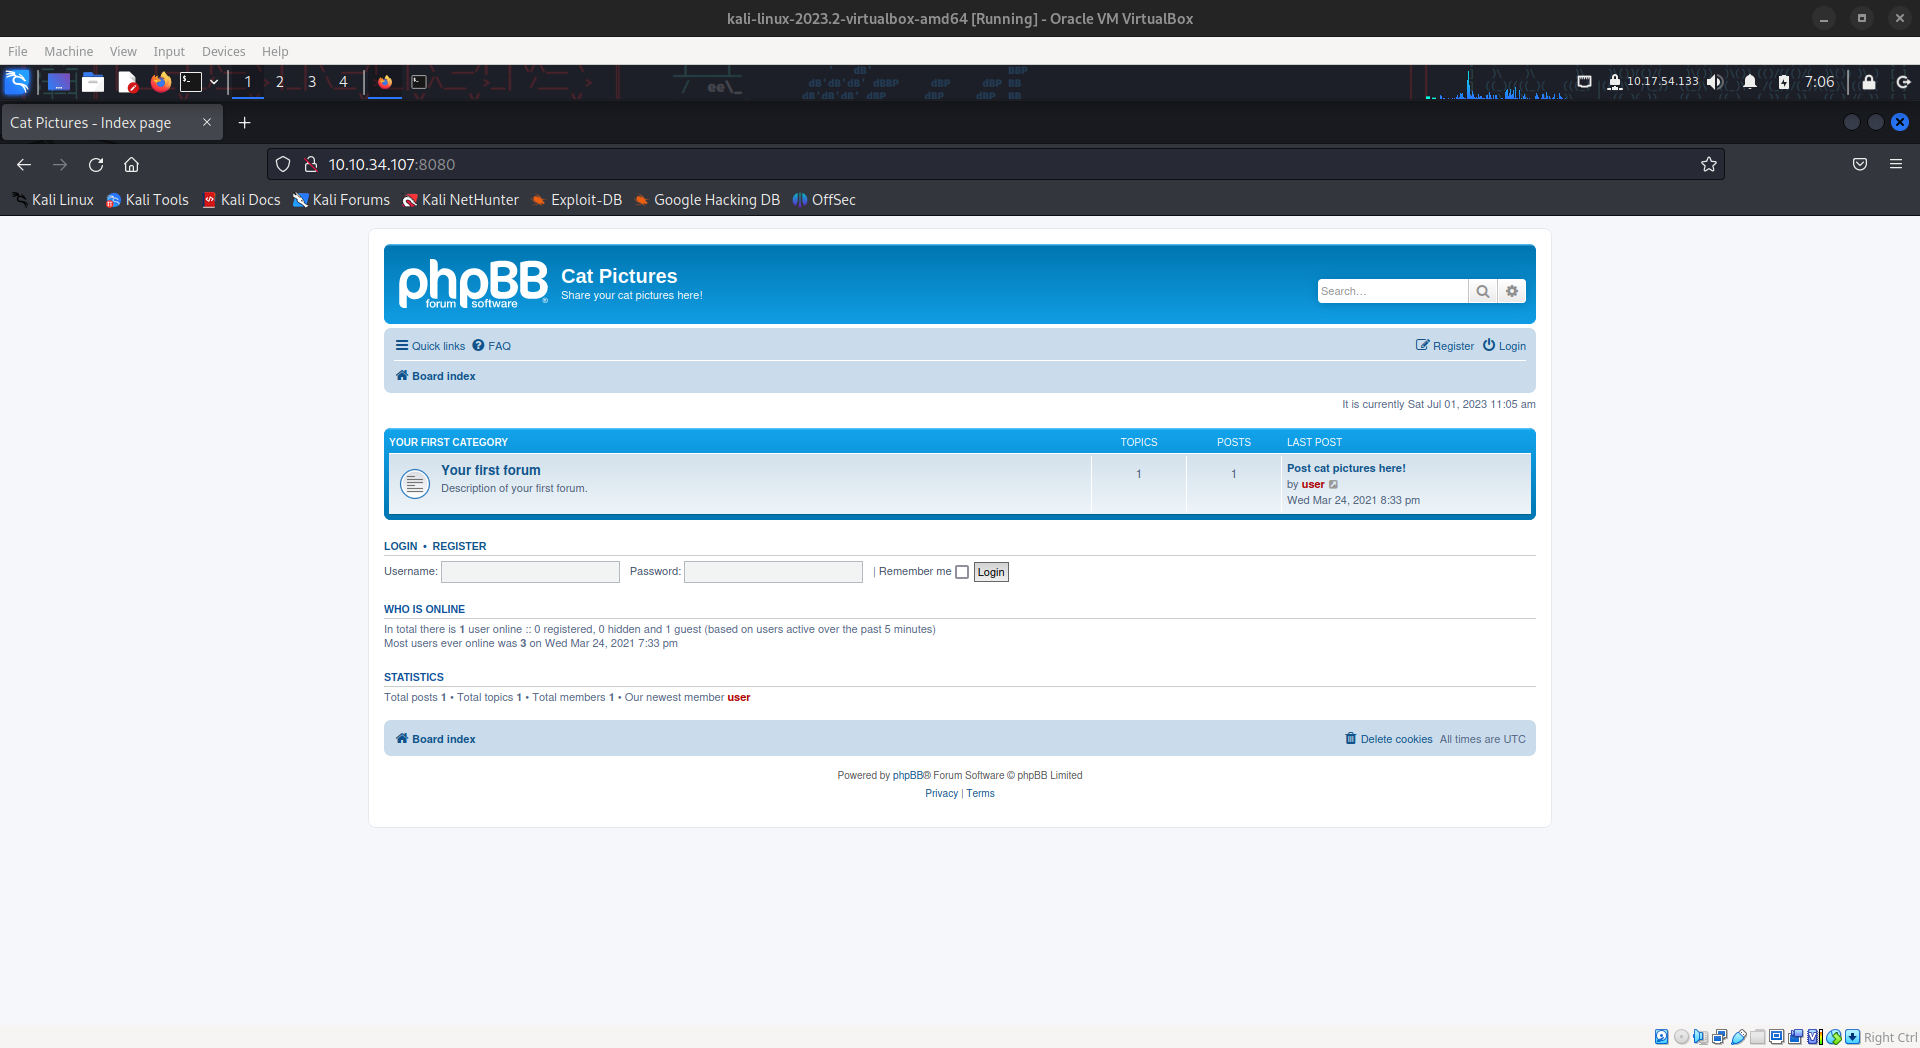 kali-linux-2023.2-virtualbox-amd64 [Running] - Oracle VM VirtualBox
File Machine View Input Devices Help
1 2 3 4 10.17.54.133 7:06
Cat Pictures - Index page
10.10.34.107:8080
Kali Linux Kali Tools Kali Docs Kali Forums Kali NetHunter Exploit-DB Google Hacking DB OffSec
phpBB forum software ®
Cat Pictures
Share your cat pictures here!
Search…
Quick links FAQ Register Login
Board index
It is currently Sat Jul 01, 2023 11:05 am
YOUR FIRST CATEGORY TOPICS POSTS LAST POST
Your first forum
Description of your first forum.
1 1
Post cat pictures here!
by user
Wed Mar 24, 2021 8:33 pm
LOGIN • REGISTER
Username: Password: | Remember me Login
WHO IS ONLINE
In total there is 1 user online :: 0 registered, 0 hidden and 1 guest (based on users active over the past 5 minutes)
Most users ever online was 3 on Wed Mar 24, 2021 7:33 pm
STATISTICS
Total posts 1 • Total topics 1 • Total members 1 • Our newest member user
Board index Delete cookies All times are UTC
Powered by phpBB® Forum Software © phpBB Limited
Privacy | Terms
Right Ctrl